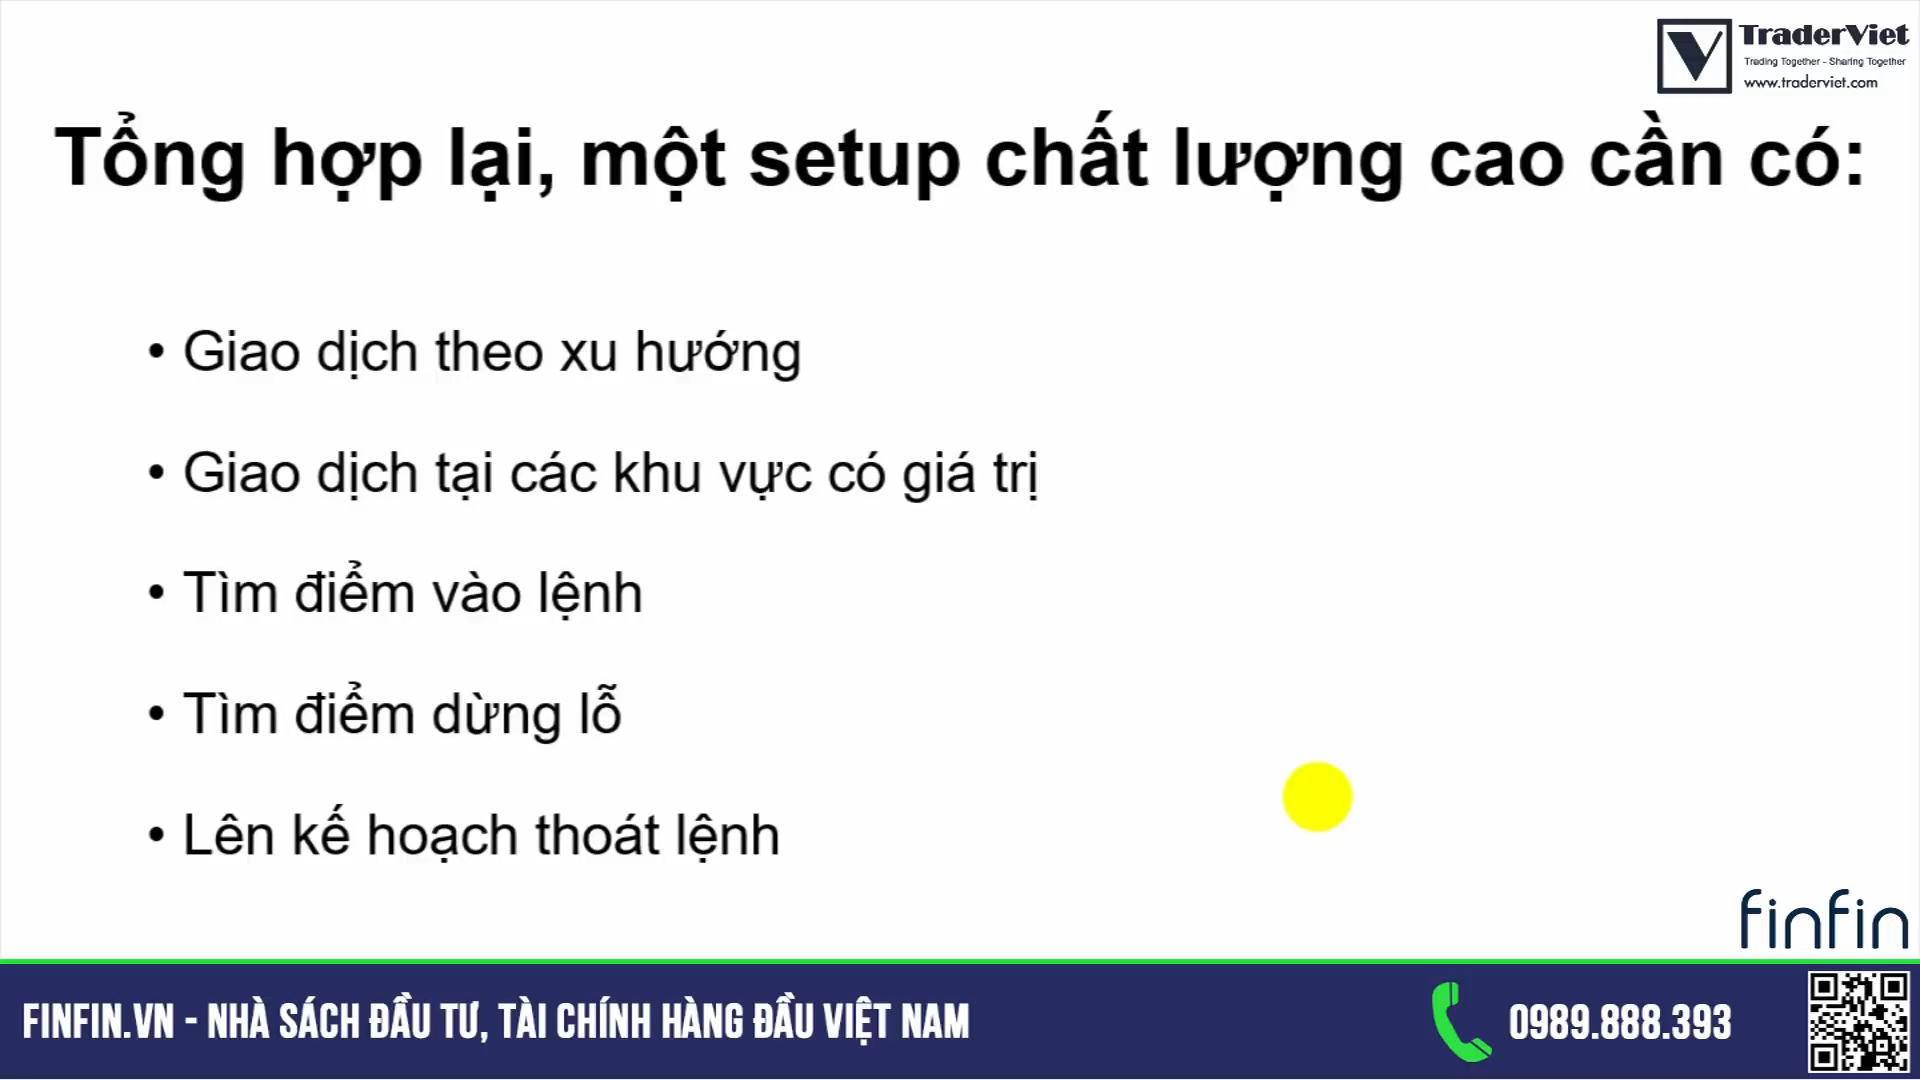 TraderViet
Trading Together - Sharing Together
www.traderviet.com
Tổng hợp lại, một setup chất lượng cao cần có:
• Giao dịch theo xu hướng
• Giao dịch tại các khu vực có giá trị
• Tìm điểm vào lệnh
• Tìm điểm dừng lỗ
• Lên kế hoạch thoát lệnh
finfin
FINFIN.VN - NHÀ SÁCH ĐẦU TƯ, TÀI CHÍNH HÀNG ĐẦU VIỆT NAM
0989.888.393